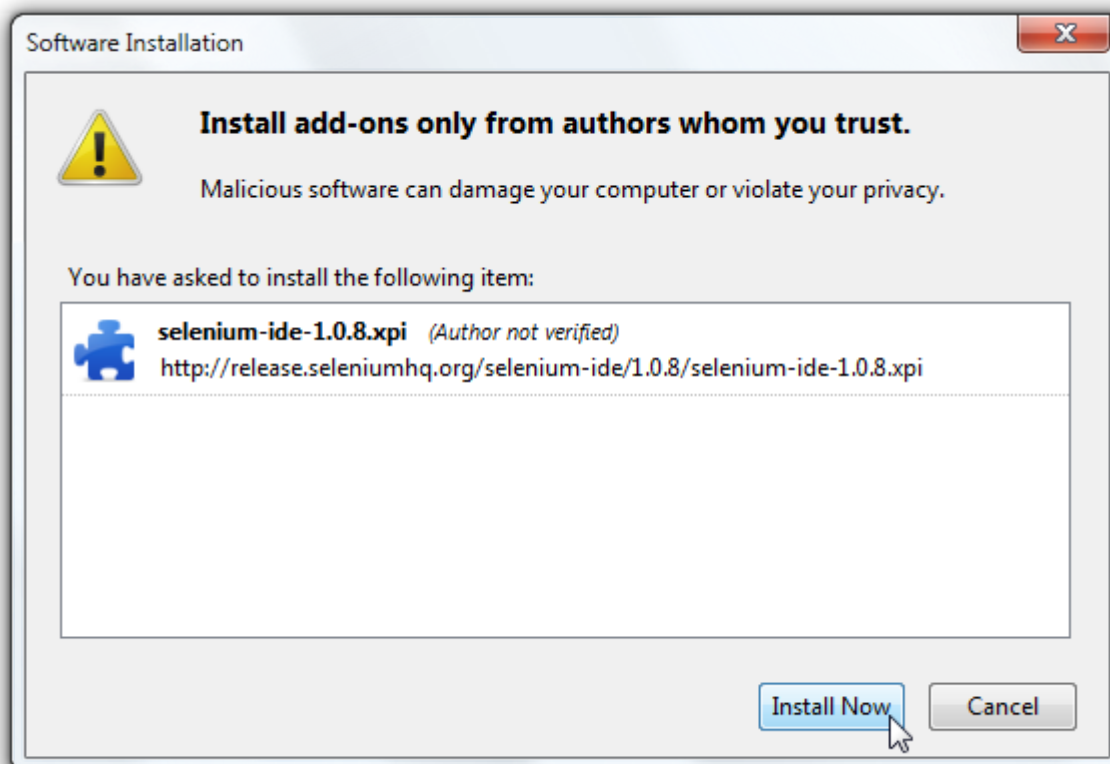 Software Installation
Install add-ons only from authors whom you trust.
Malicious software can damage your computer or violate your privacy.
You have asked to install the following item:
selenium-ide-1.0.8.xpi (Author not verified)
http://release.seleniumhq.org/selenium-ide/1.0.8/selenium-ide-1.0.8.xpi
Install Now Cancel